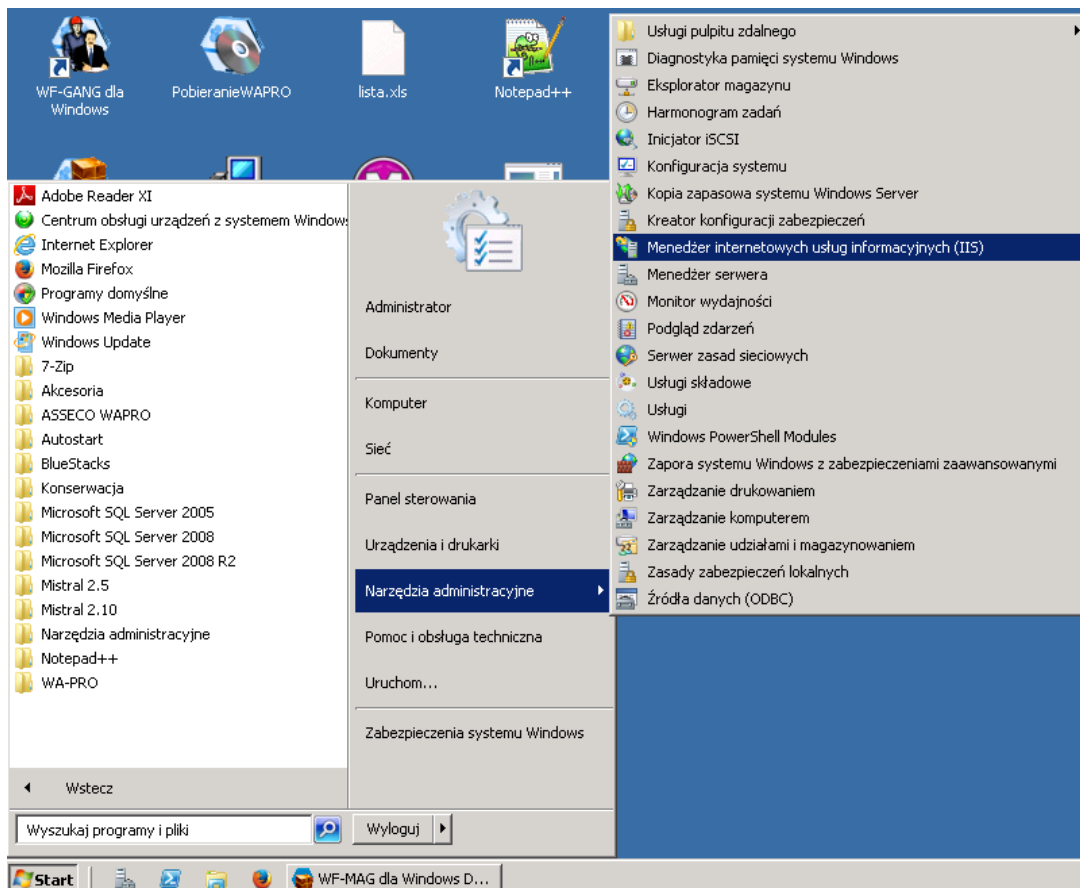 WF-GANG dla
Windows
PobieranieWAPRO
lista.xls
Notepad++
Adobe Reader XI
Centrum obsługi urządzeń z systemem Window
Internet Explorer
Mozilla Firefox
Programy domyślne
Windows Media Player
Windows Update
7-Zip
Akcesoria
ASSECO WAPRO
Autostart
BlueStacks
Konserwacja
Microsoft SQL Server 2005
Microsoft SQL Server 2008
Microsoft SQL Server 2008 R2
Mistral 2.5
Mistral 2.10
Narzędzia administracyjne
Notepad++
WA-PRO
Wstecz
Wyszukaj programy i pliki
Administrator
Dokumenty
Komputer
Sieć
Panel sterowania
Urządzenia i drukarki
Narzędzia administracyjne
Pomoc i obsługa techniczna
Uruchom...
Zabezpieczenia systemu Windows
Wyloguj
Usługi pulpitu zdalnego
Diagnostyka pamięci systemu Windows
Eksplorator magazynu
Harmonogram zadań
Inicjator iSCSI
Konfiguracja systemu
Kopia zapasowa systemu Windows Server
Kreator konfiguracji zabezpieczeń
Menedżer internetowych usług informacyjnych (IIS)
Menedżer serwera
Monitor wydajności
Podgląd zdarzeń
Serwer zasad sieciowych
Usługi składowe
Usługi
Windows PowerShell Modules
Zapora systemu Windows z zabezpieczeniami zaawansowanymi
Zarządzanie drukowaniem
Zarządzanie komputerem
Zarządzanie udziałami i magazynowaniem
Zasady zabezpieczeń lokalnych
Źródła danych (ODBC)
Start
WF-MAG dla Windows D...